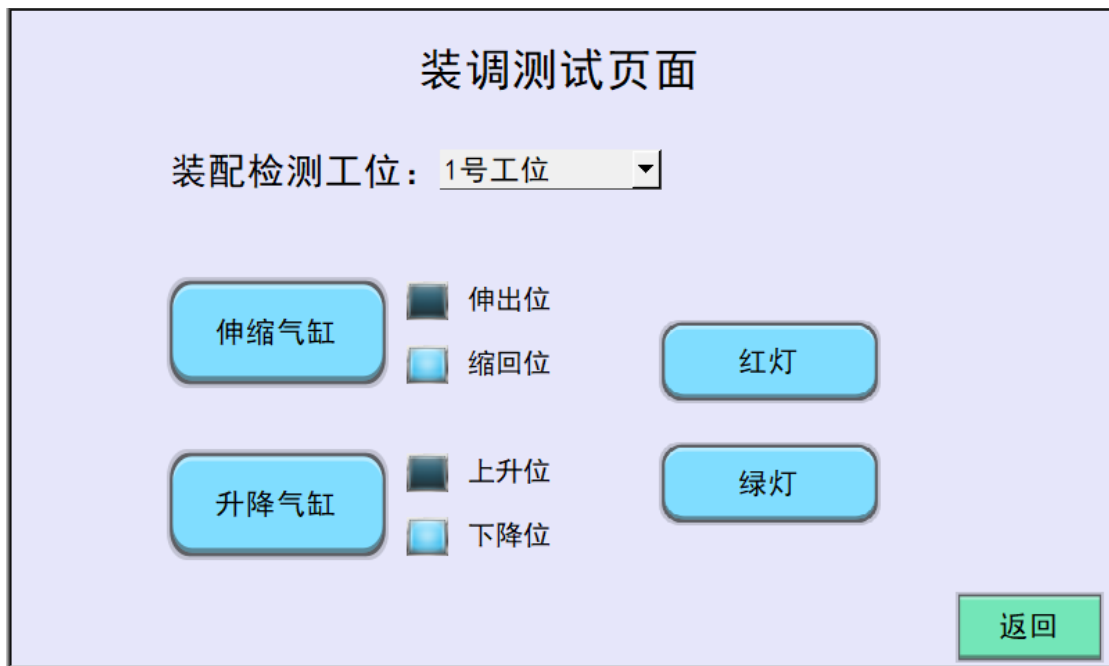 装调测试页面
装配检测工位：1号工位
伸缩气缸
伸出位
缩回位
红灯
升降气缸
上升位
下降位
绿灯
返回